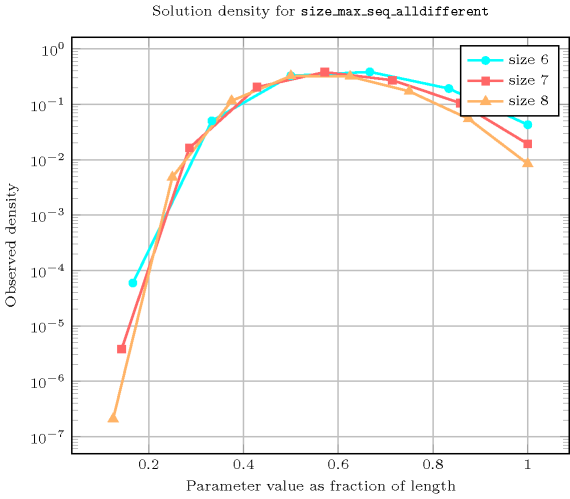 Solution density for size_max_seq_alldifferent
size 6
size 7
size 8
10^0
10^−1
10^−2
10^−3
10^−4
10^−5
10^−6
10^−7
Observed density
0.2 0.4 0.6 0.8 1
Parameter value as fraction of length